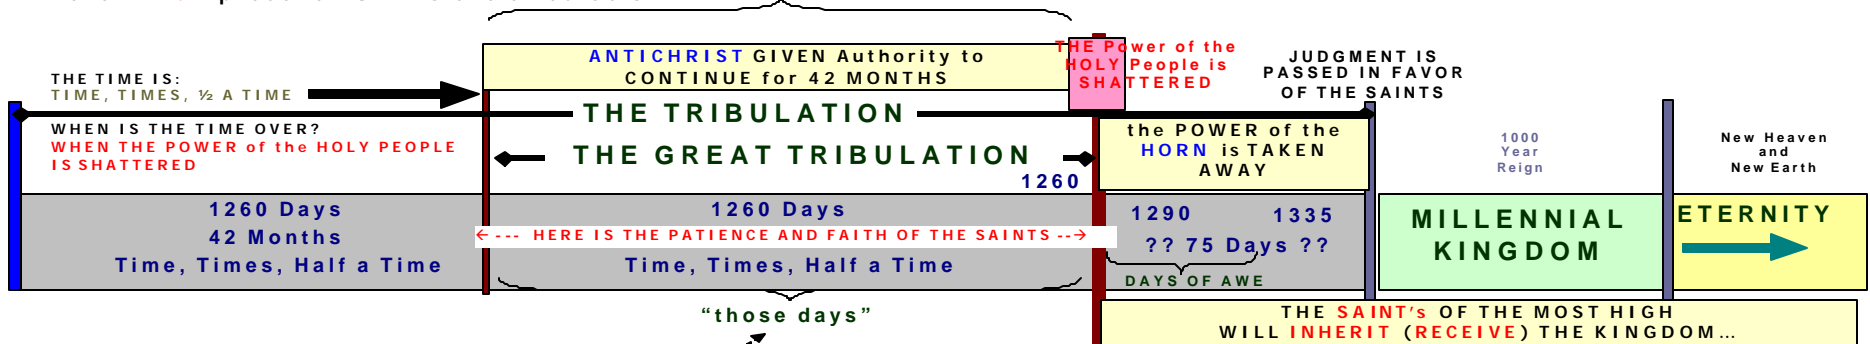 ANTICHRIST GIVEN Authority to
CONTINUE for 42 MONTHS
THE Power of the
HOLY People is
SHATTERED
JUDGMENT IS
PASSED IN FAVOR
OF THE SAINTS
THE TIME IS:
TIME, TIMES, ½ A TIME
THE TRIBULATION
WHEN IS THE TIME OVER?
WHEN THE POWER of the HOLY PEOPLE
IS SHATTERED
THE GREAT TRIBULATION
1260
the POWER of the
HORN is TAKEN
AWAY
1000
Year
Reign
New Heaven
and
New Earth
1260 Days
42 Months
Time, Times, Half a Time
1260 Days
← --- HERE IS THE PATIENCE AND FAITH OF THE SAINTS --→
Time, Times, Half a Time
1290 1335
?? 75 Days ??
DAYS OF AWE
MILLENNIAL
KINGDOM
ETERNITY
“those days”
THE SAINT's OF THE MOST HIGH
WILL INHERIT (RECEIVE) THE KINGDOM...